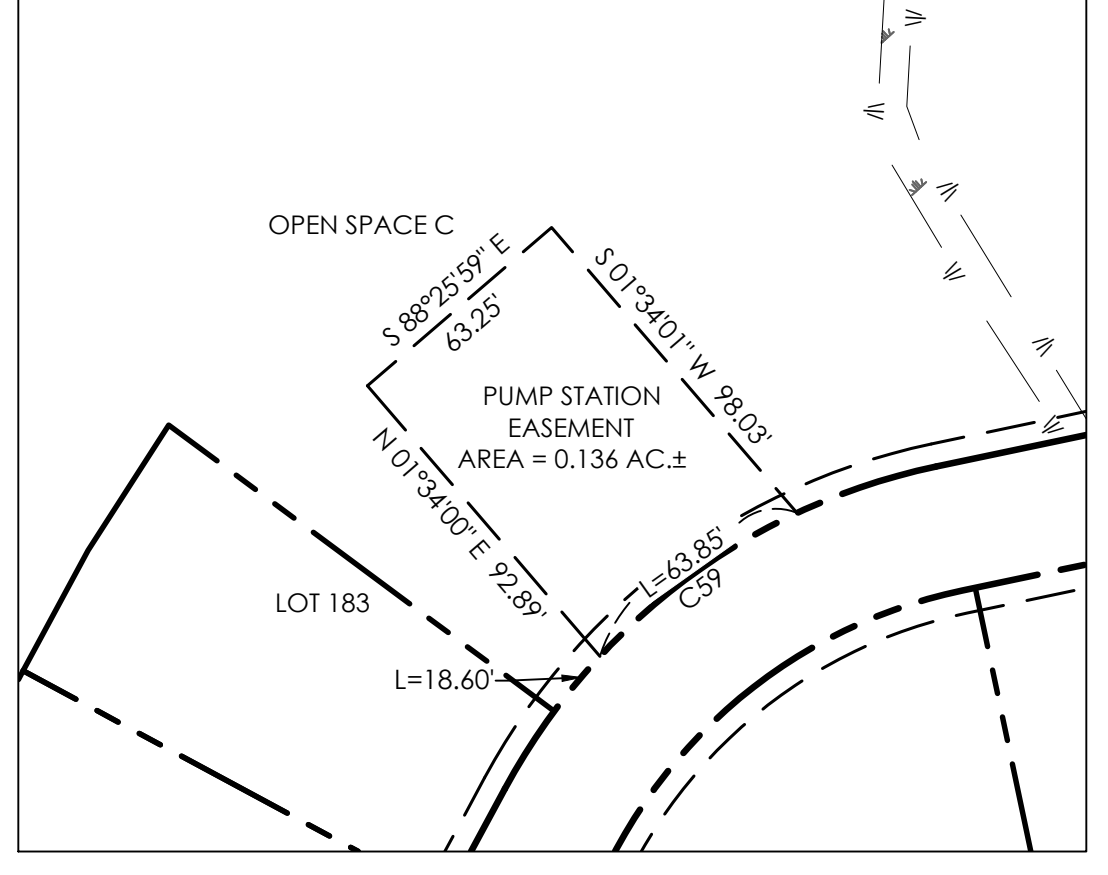 OPEN SPACE C
S 88°25'59" E
63.25'
S 01°34'01" W 98.03'
PUMP STATION
EASEMENT
AREA = 0.136 AC.±
N 01°34'00" E 92.89'
L=63.85'
C59
LOT 183
L=18.60'